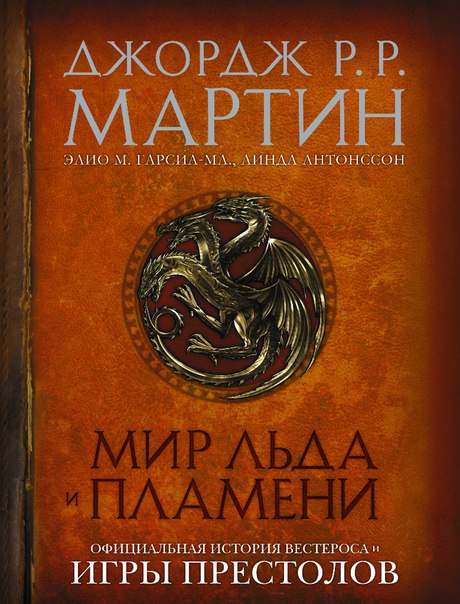 ДЖОРДЖ Р. Р.
МАРТИН
ЭЛИО М. ГАРСИА-МЛ., ЛИНДА АНТОНССОН
МИР ЛЬДА
И ПЛАМЕНИ
ОФИЦИАЛЬНАЯ ИСТОРИЯ ВЕСТЕРОСА И
ИГРЫ ПРЕСТОЛОВ